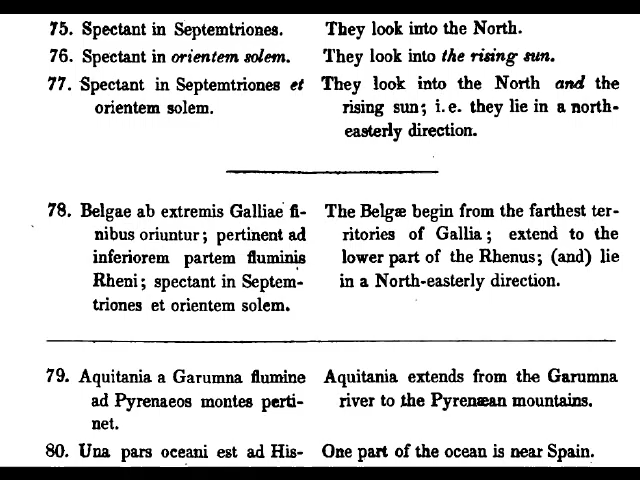 75. Spectant in Septemtriones. They look into the North.
76. Spectant in orientem solem. They look into the rising sun.
77. Spectant in Septemtriones et They look into the North and the
orientem solem. rising sun; i. e. they lie in a north-
easterly direction.
78. Belgae ab extremis Galliae fi- The Belgæ begin from the farthest ter-
nibus oriuntur; pertinent ad ritories of Gallia; extend to the
inferiorem partem fluminis lower part of the Rhenus; (and) lie
Rheni; spectant in Septem- in a North-easterly direction.
triones et orientem solem.
79. Aquitania a Garumna flumine Aquitania extends from the Garumna
ad Pyrenaeos montes perti- river to the Pyrenæan mountains.
net.
80. Una pars oceani est ad His- One part of the ocean is near Spain.